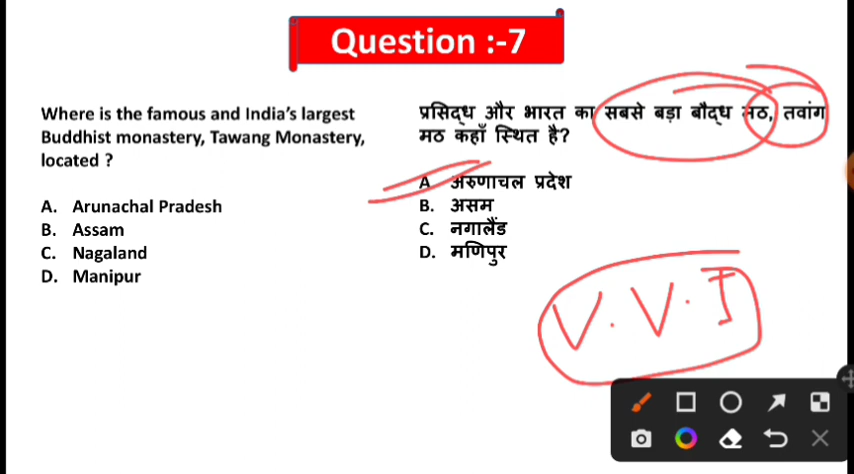 Question :-7
Where is the famous and India's largest
Buddhist monastery, Tawang Monastery,
located ?
A. Arunachal Pradesh
B. Assam
C. Nagaland
D. Manipur
प्रसिद्ध और भारत का सबसे बड़ा बौद्ध मठ, तवांग
मठ कहाँ स्थित है?
A. अरुणाचल प्रदेश
B. असम
C. नगालैंड
D. मणिपुर
V.V.I